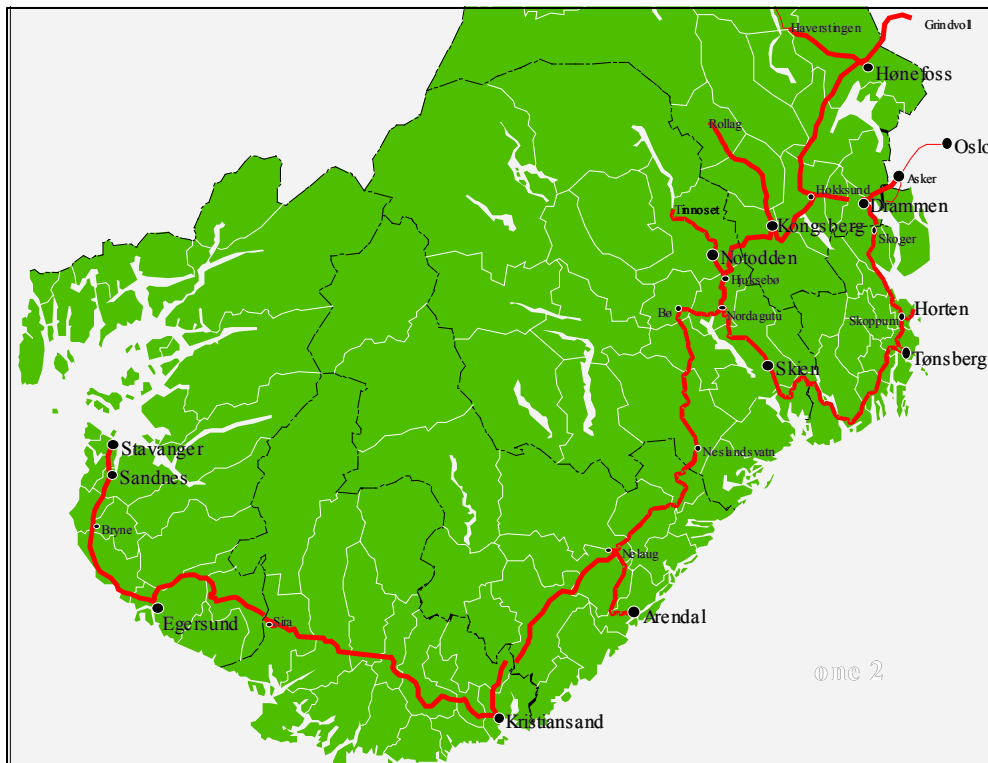 Grindvoll
Haverstingen
Hønefoss
Rollag
Oslo
Asker
Hokksund
Drammen
Tinnoset
Kongsberg
Skoger
Notodden
Hjuksebø
Bø
Nordagutu
Horten
Skoppum
Tønsberg
Skien
Stavanger
Neslandsvatn
Sandnes
Bryne
Nelaug
Arendal
Egersund
Sira
one 2
Kristiansand